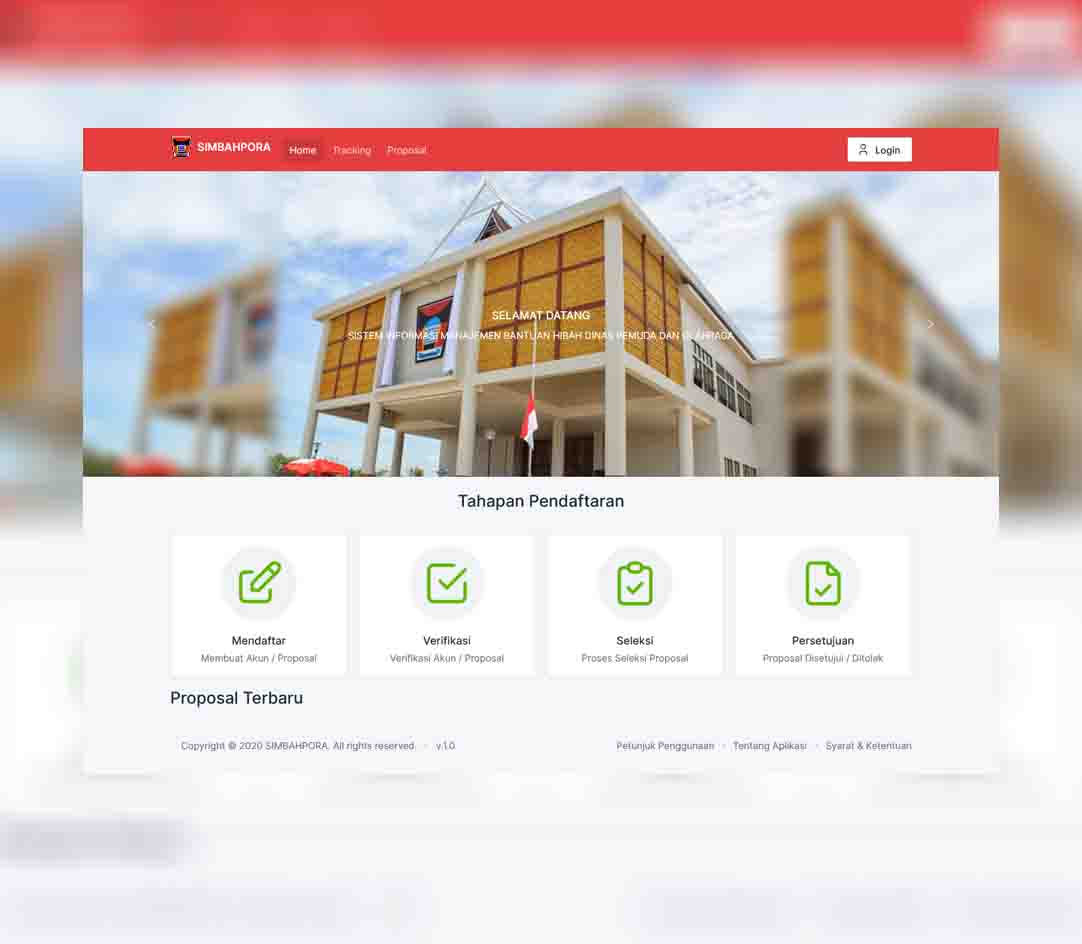 SIMBAHPORA Home Tracking Proposal Login
SELAMAT DATANG
SISTEM INFORMASI MANAJEMEN BANTUAN HIBAH DINAS PEMUDA DAN OLAHRAGA
Tahapan Pendaftaran
Mendaftar
Membuat Akun / Proposal
Verifikasi
Verifikasi Akun / Proposal
Seleksi
Proses Seleksi Proposal
Persetujuan
Proposal Disetujui / Ditolak
Proposal Terbaru
Copyright © 2020 SIMBAHPORA. All rights reserved. · v.1.0.
Petunjuk Penggunaan · Tentang Aplikasi · Syarat & Ketentuan